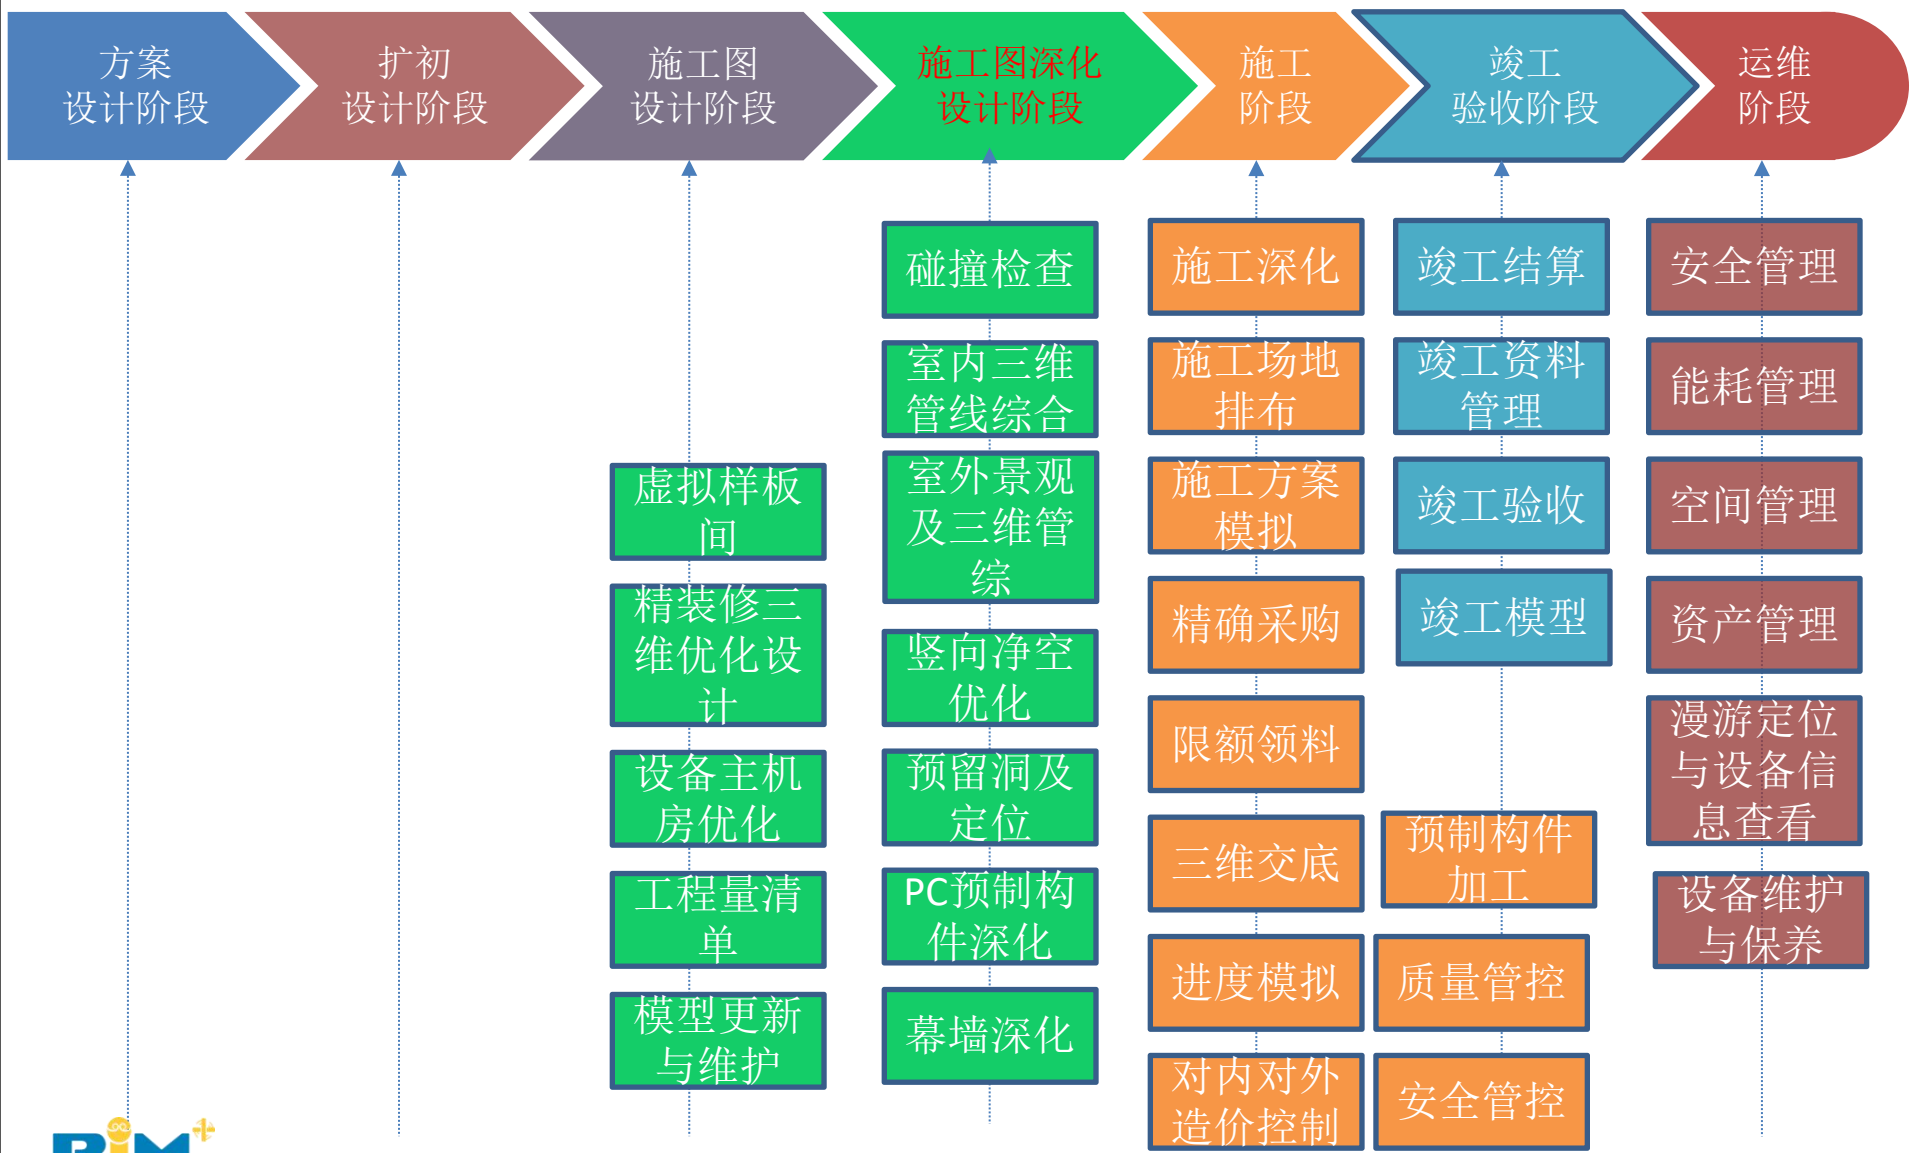 方案
设计阶段
扩初
设计阶段
施工图
设计阶段
施工图深化
设计阶段
施工
阶段
竣工
验收阶段
运维
阶段
虚拟样板
间
精装修三
维优化设
计
设备主机
房优化
工程量清
单
模型更新
与维护
碰撞检查
室内三维
管线综合
室外景观
及三维管
综
竖向净空
优化
预留洞及
定位
PC预制构
件深化
幕墙深化
施工深化
施工场地
排布
施工方案
模拟
精确采购
限额领料
三维交底
进度模拟
对内对外
造价控制
竣工结算
竣工资料
管理
竣工验收
竣工模型
预制构件
加工
质量管控
安全管控
安全管理
能耗管理
空间管理
资产管理
漫游定位
与设备信
息查看
设备维护
与保养
BIM+